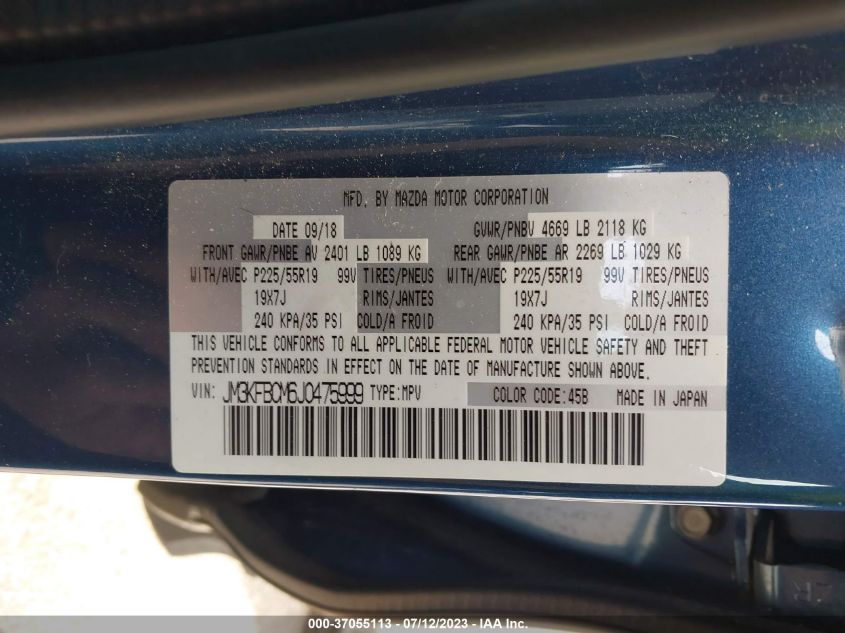 MFD. BY MAZDA MOTOR CORPORATION
DATE 09/18 GVWR/PNBV 4669 LB 2118 KG
FRONT GAWR/PNBE AV 2401 LB 1089 KG REAR GAWR/PNBE AR 2269 LB 1029 KG
WITH/AVEC P225/55R19 99V TIRES/PNEUS WITH/AVEC P225/55R19 99V TIRES/PNEUS
19X7J RIMS/JANTES 19X7J RIMS/JANTES
240 KPA/35 PSI COLD/A FROID 240 KPA/35 PSI COLD/A FROID
THIS VEHICLE CONFORMS TO ALL APPLICABLE FEDERAL MOTOR VEHICLE SAFETY AND THEFT
PREVENTION STANDARDS IN EFFECT ON THE DATE OF MANUFACTURE SHOWN ABOVE.
VIN: JM3KFBCM6J0475999 TYPE:MPV COLOR CODE:45B MADE IN JAPAN
000-37055113 - 07/12/2023 - IAAI Inc.